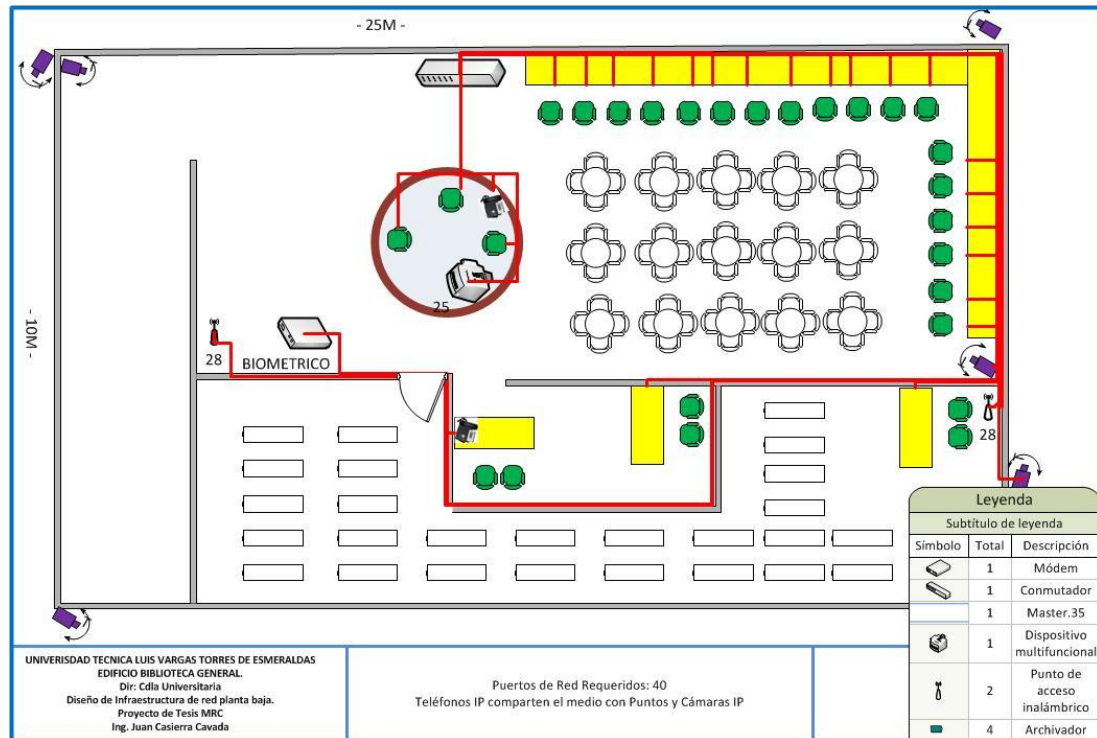 - 25M -
- 10M -
25
28
BIOMETRICO
28
Leyenda
Subtítulo de leyenda
Símbolo Total Descripción
1 Módem
1 Conmutador
1 Master.35
1 Dispositivo
multifuncional
2 Punto de
acceso
inalámbrico
4 Archivador
UNIVERISDAD TECNICA LUIS VARGAS TORRES DE ESMERALDAS
EDIFICIO BIBLIOTECA GENERAL.
Dir: Cdla Universitaria
Diseño de Infraestructura de red planta baja.
Proyecto de Tesis MRC
Ing. Juan Casierra Cavada
Puertos de Red Requeridos: 40
Teléfonos IP comparten el medio con Puntos y Cámaras IP